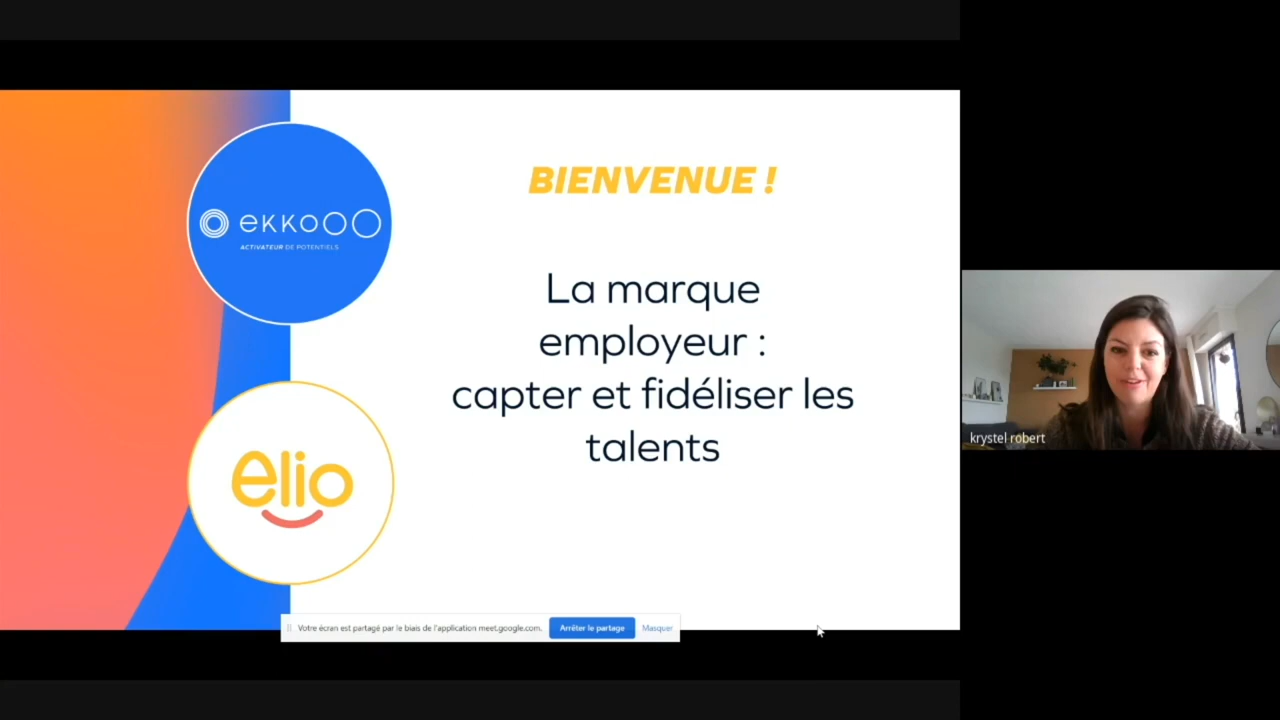 BIENVENUE !
ekkooo
ACTIVATEUR DE POTENTIELS
La marque
employeur :
capter et fidéliser les
talents
elio
krystel robert
Votre écran est partagé par le biais de l'application meet.google.com.
Arrêter le partage
Masquer